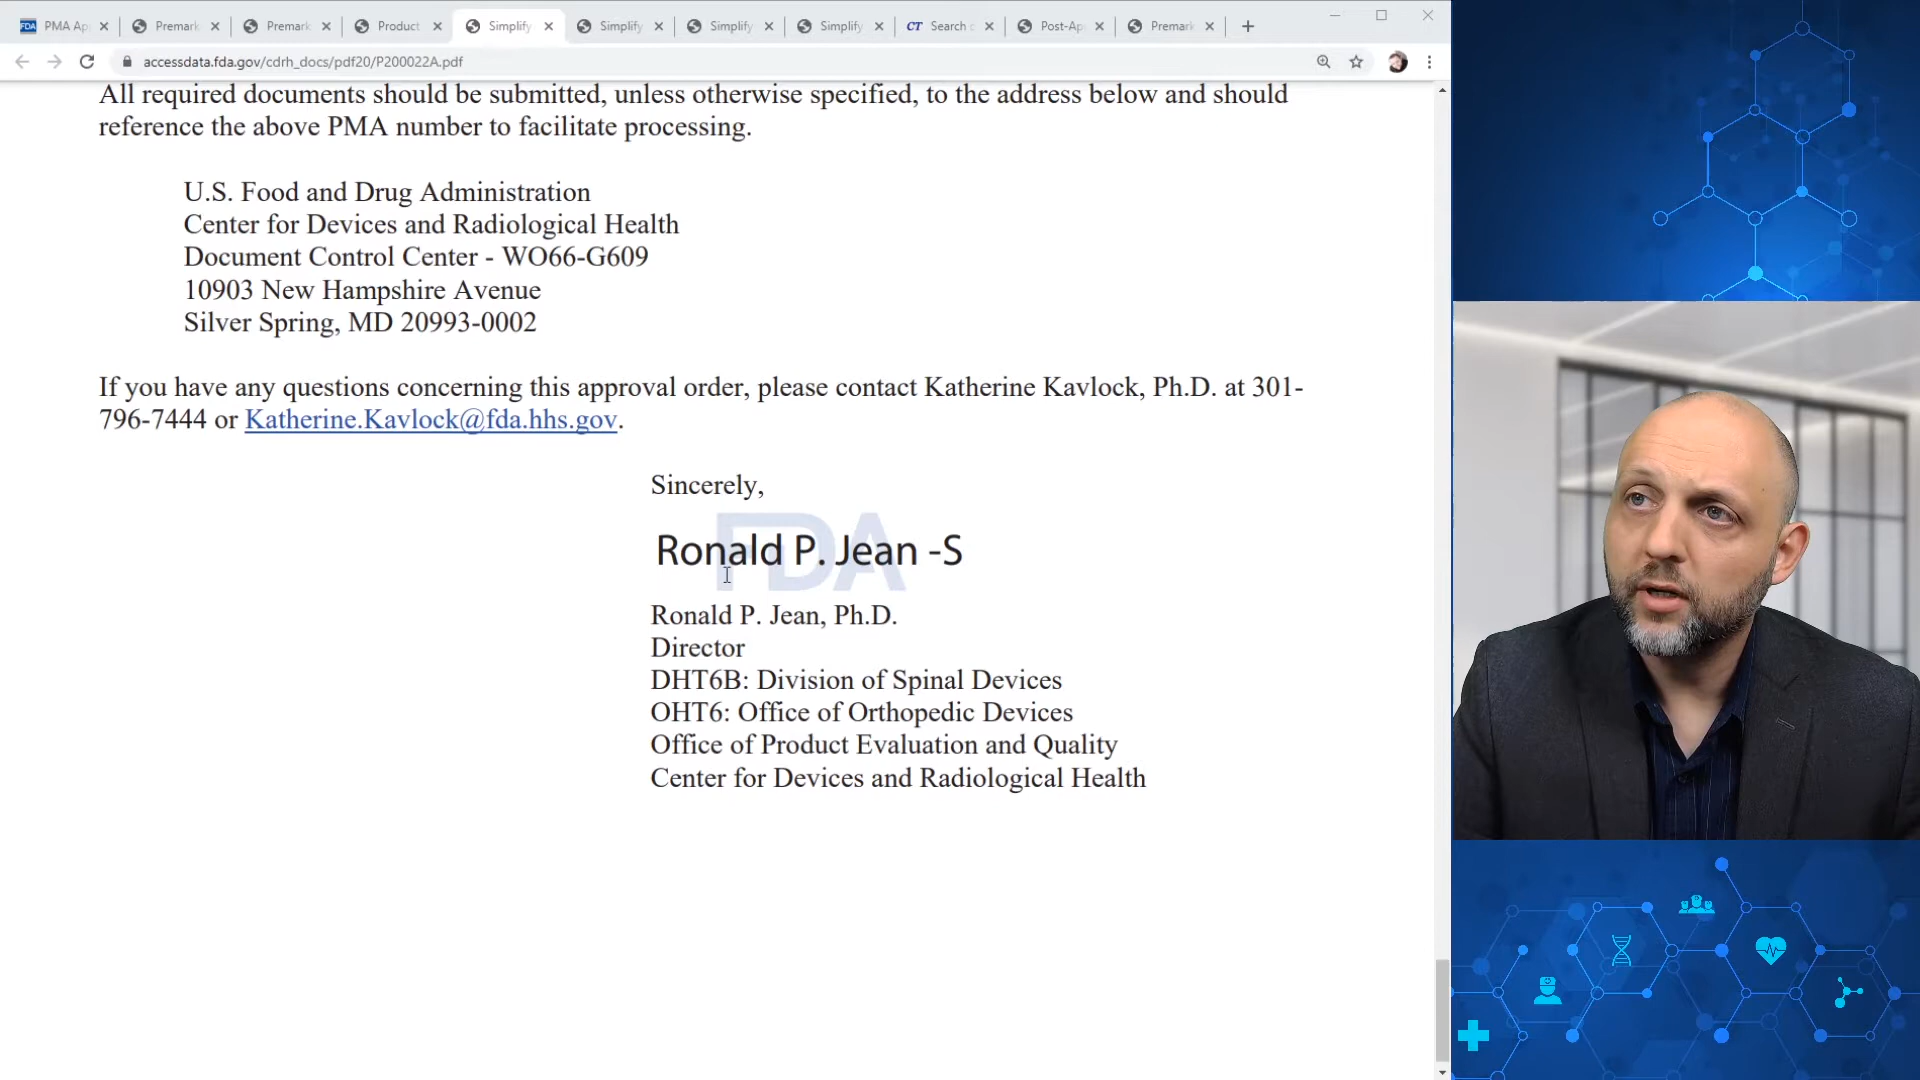 FDA PMA Ap
Premark
Premark
Product
Simplify
Simplify
Simplify
Simplify
CT Search
Post-Ap
Premark
accessdata.fda.gov/cdrh_docs/pdf20/P200022A.pdf
All required documents should be submitted, unless otherwise specified, to the address below and should
reference the above PMA number to facilitate processing.
U.S. Food and Drug Administration
Center for Devices and Radiological Health
Document Control Center - WO66-G609
10903 New Hampshire Avenue
Silver Spring, MD 20993-0002
If you have any questions concerning this approval order, please contact Katherine Kavlock, Ph.D. at 301-
796-7444 or Katherine.Kavlock@fda.hhs.gov.
Sincerely,
FDA
Ronald P. Jean -S
Ronald P. Jean, Ph.D.
Director
DHT6B: Division of Spinal Devices
OHT6: Office of Orthopedic Devices
Office of Product Evaluation and Quality
Center for Devices and Radiological Health